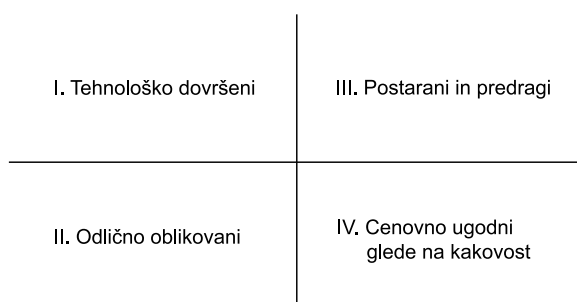 I. Tehnološko dovršeni
III. Postarani in predragi
II. Odlično oblikovani
IV. Cenovno ugodni
glede na kakovost